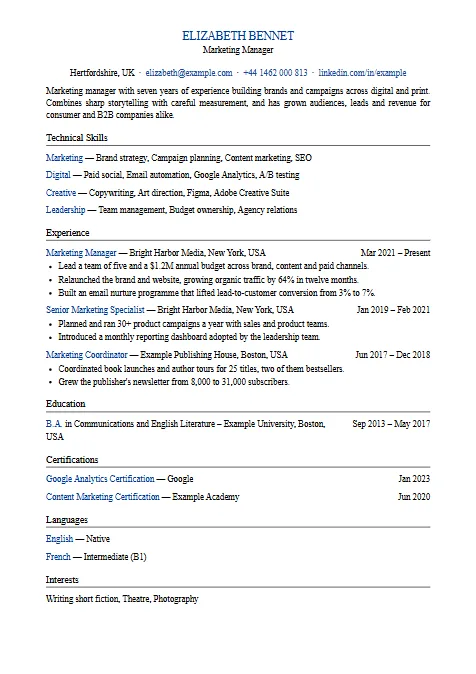 ELIZABETH BENNET
Marketing Manager
Hertfordshire, UK · elizabeth@example.com · +44 1462 000 813 · linkedin.com/in/example
Marketing manager with seven years of experience building brands and campaigns across digital and print.
Combines sharp storytelling with careful measurement, and has grown audiences, leads and revenue for
consumer and B2B companies alike.
Technical Skills
Marketing — Brand strategy, Campaign planning, Content marketing, SEO
Digital — Paid social, Email automation, Google Analytics, A/B testing
Creative — Copywriting, Art direction, Figma, Adobe Creative Suite
Leadership — Team management, Budget ownership, Agency relations
Experience
Marketing Manager — Bright Harbor Media, New York, USA Mar 2021 – Present
• Lead a team of five and a $1.2M annual budget across brand, content and paid channels.
• Relaunched the brand and website, growing organic traffic by 64% in twelve months.
• Built an email nurture programme that lifted lead-to-customer conversion from 3% to 7%.
Senior Marketing Specialist — Bright Harbor Media, New York, USA Jan 2019 – Feb 2021
• Planned and ran 30+ product campaigns a year with sales and product teams.
• Introduced a monthly reporting dashboard adopted by the leadership team.
Marketing Coordinator — Example Publishing House, Boston, USA Jun 2017 – Dec 2018
• Coordinated book launches and author tours for 25 titles, two of them bestsellers.
• Grew the publisher's newsletter from 8,000 to 31,000 subscribers.
Education
B.A. in Communications and English Literature – Example University, Boston, Sep 2013 – May 2017
USA
Certifications
Google Analytics Certification — Google Jan 2023
Content Marketing Certification — Example Academy Jun 2020
Languages
English — Native
French — Intermediate (B1)
Interests
Writing short fiction, Theatre, Photography